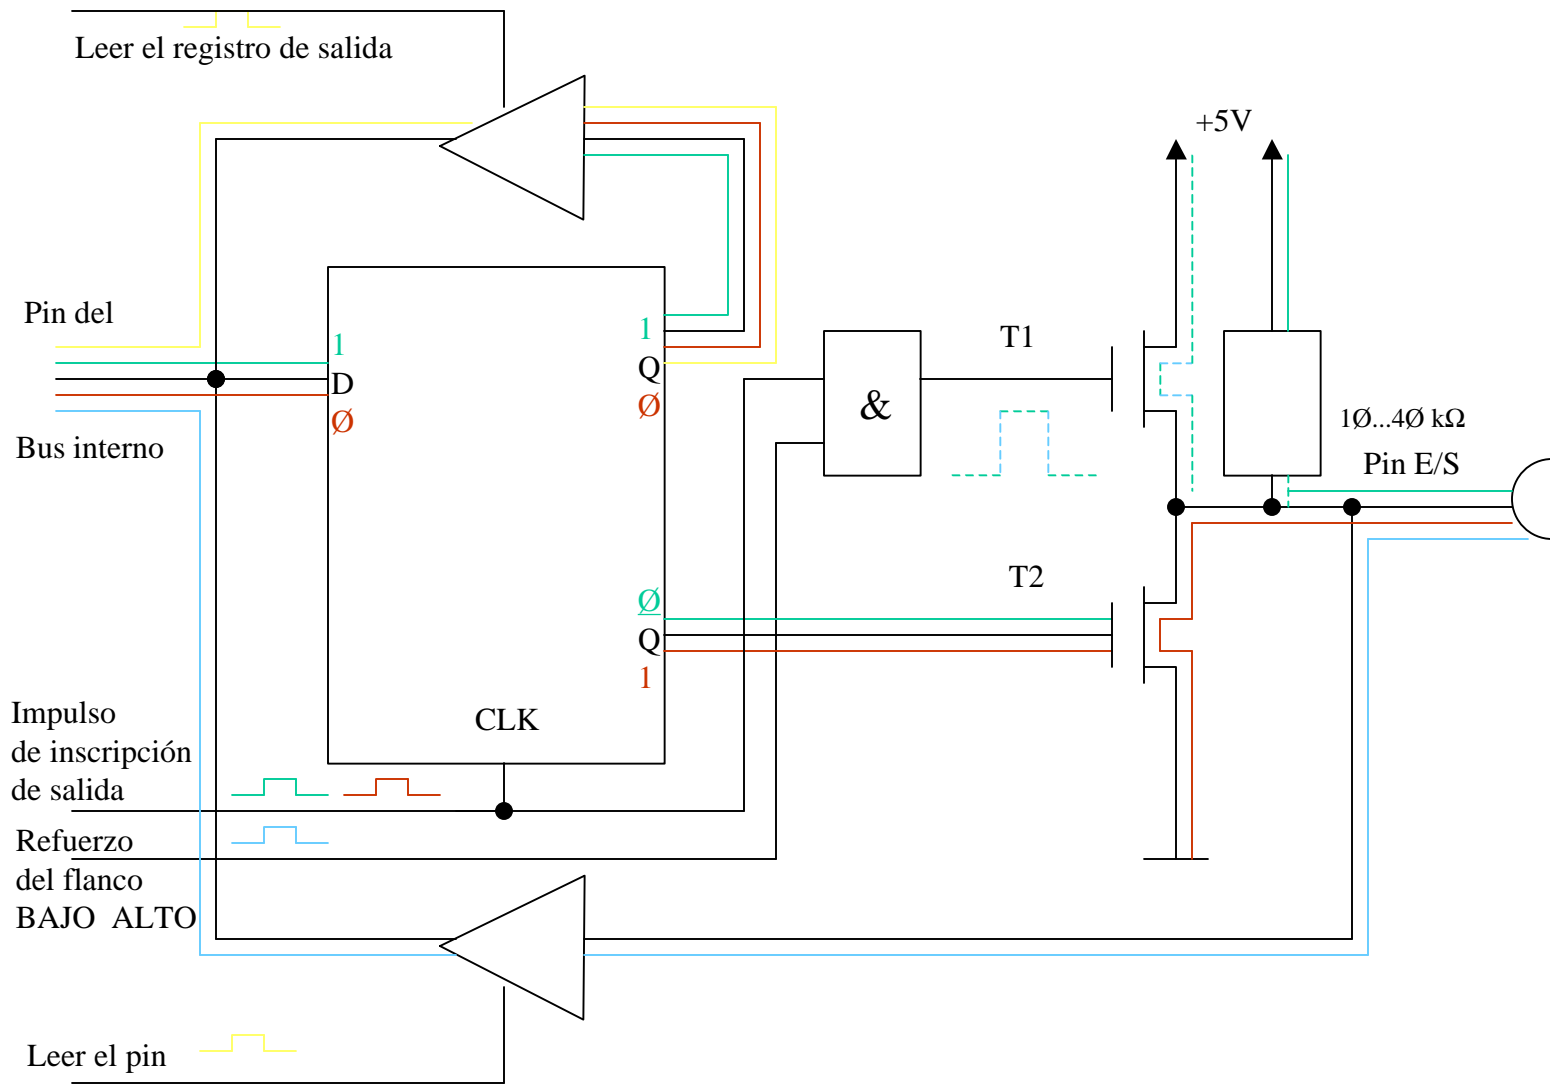 Leer el registro de salida
+5V
Pin del
1
D
Ø
Bus interno
1
Q
Ø
&
T1
1Ø...4Ø kΩ
Pin E/S
T2
Ø
Q
1
CLK
Impulso
de inscripción
de salida
Refuerzo
del flanco
BAJO ALTO
Leer el pin